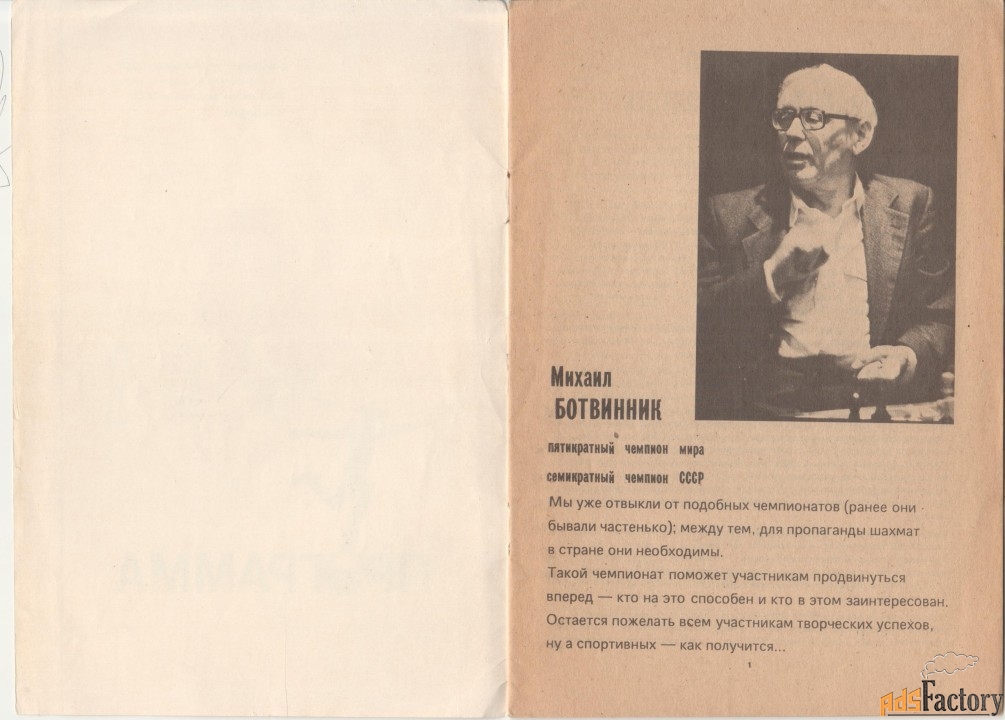 Михаил
БОТВИННИК
пятикратный чемпион мира
семикратный чемпион СССР
Мы уже отвыкли от подобных чемпионатов (ранее они
бывали частенько); между тем, для пропаганды шахмат
в стране они необходимы.
Такой чемпионат поможет участникам продвинуться
вперед — кто на это способен и кто в этом заинтересован.
Остается пожелать всем участникам творческих успехов,
ну а спортивных — как получится...
1
AdsFactory